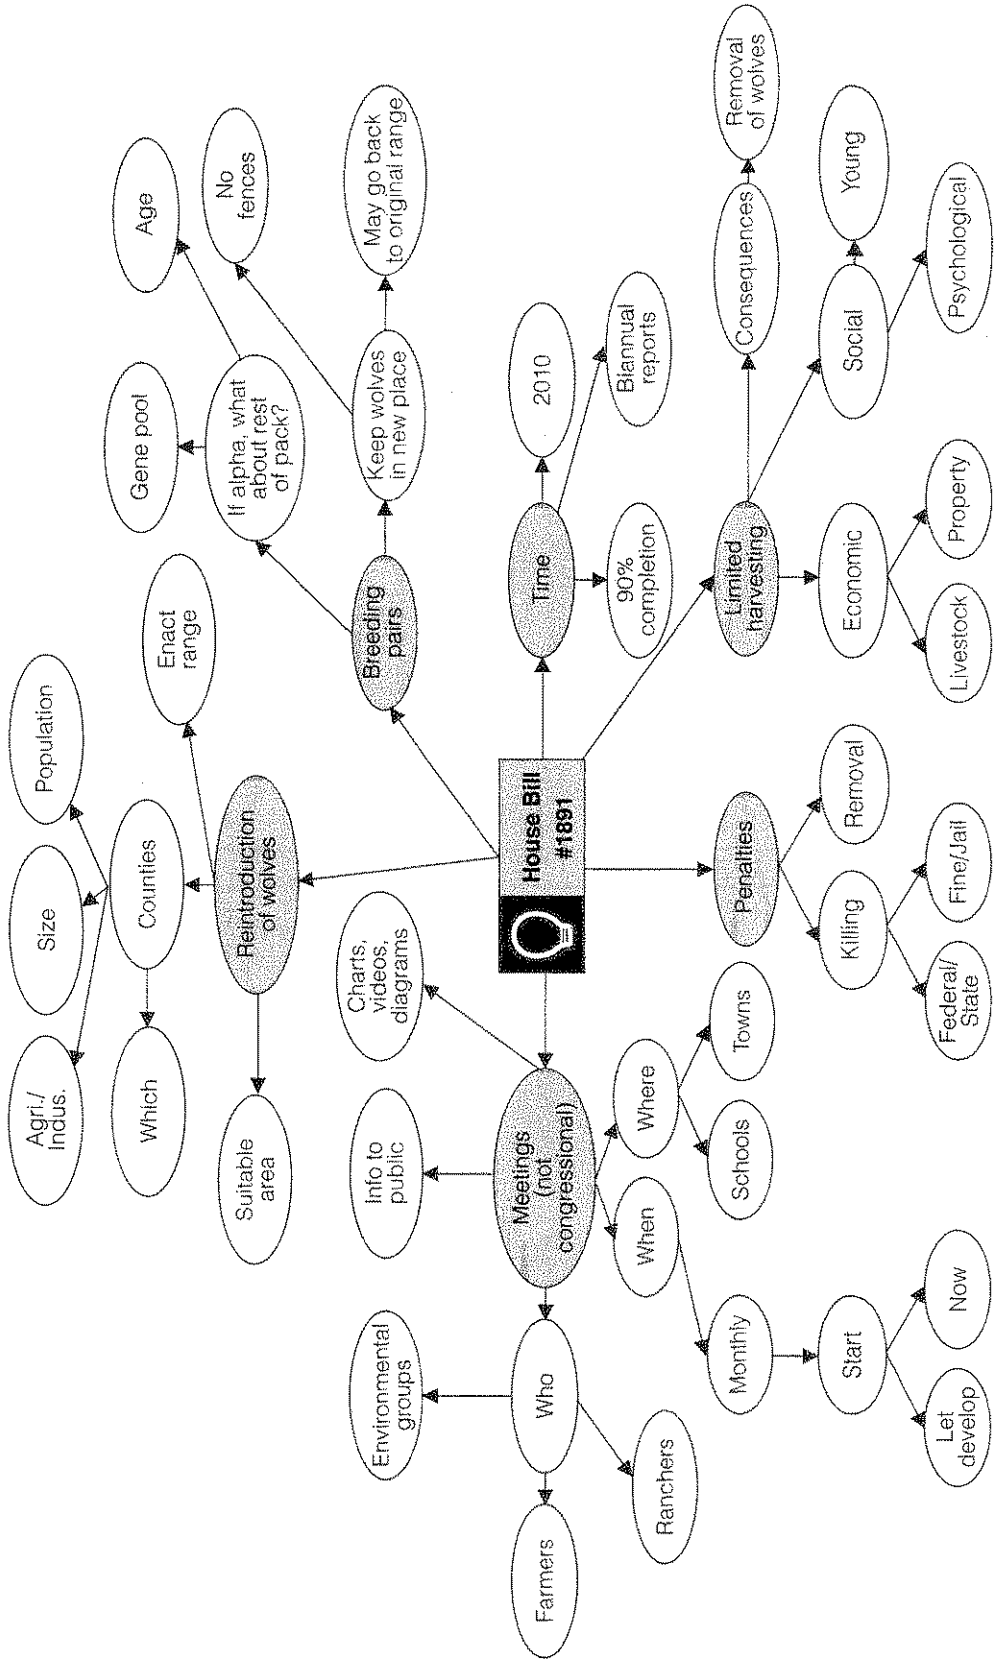 Agri./
Indus.
Size
Population
Which
Counties
Enact
range
Suitable
area
Reintroduction
of wolves
Gene pool
Age
If alpha, what
about rest
of pack?
No
fences
Breeding
pairs
Keep wolves
in new place
May go back
to original range
Environmental
groups
Info to
public
Charts,
videos,
diagrams
Farmers
Who
Ranchers
Meetings
(not
congressional)
House Bill
#1891
Time
2010
90%
completion
Biannual
reports
When
Where
Monthly
Schools
Towns
Start
Let
develop
Now
Penalties
Killing
Removal
Federal/
State
Fine/Jail
Limited
harvesting
Consequences
Removal
of wolves
Economic
Social
Young
Livestock
Property
Psychological